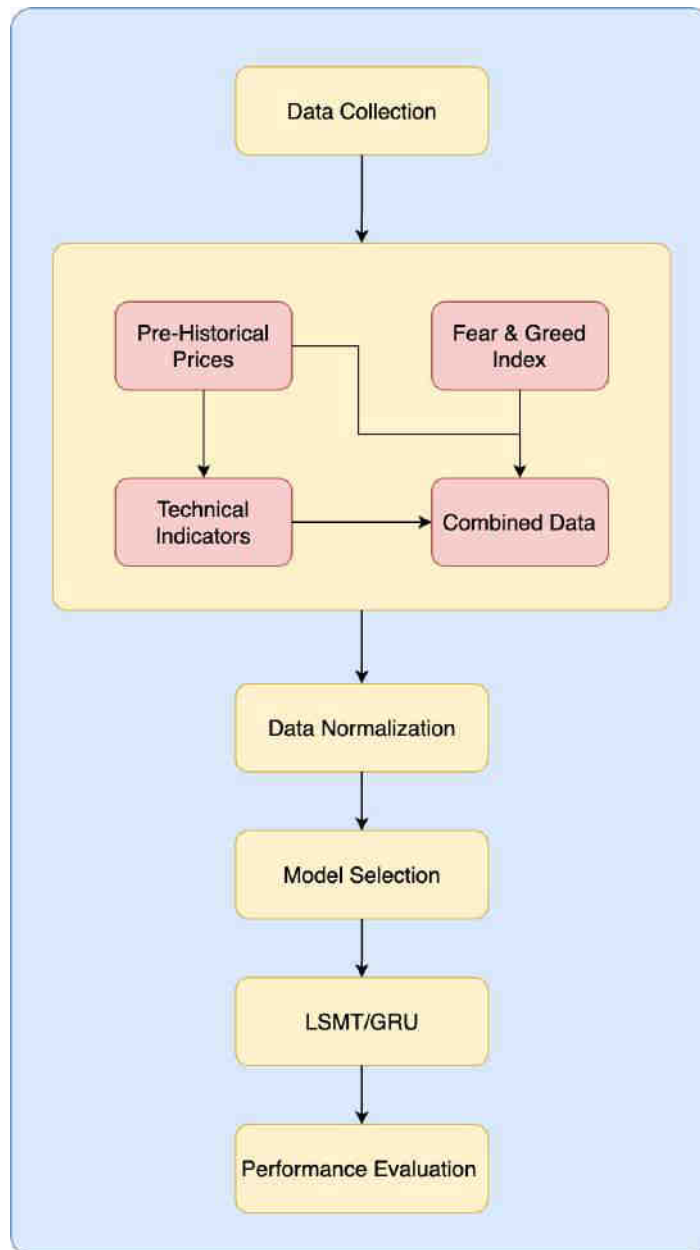 Data Collection
Pre-Historical
Prices
Fear & Greed
Index
Technical
Indicators
Combined Data
Data Normalization
Model Selection
LSMT/GRU
Performance Evaluation